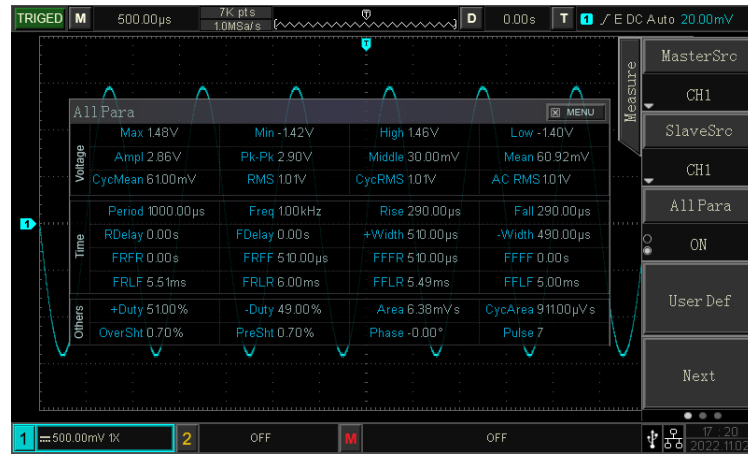 TRIGED M 500.00μs 7K pts 1.0MSa/s D 0.00s T 1 E DC Auto 20.00mV
T
Measure
MasterSrc
CH1
SlaveSrc
CH1
AllPara
ON
User Def
Next
AllPara MENU
Voltage
Max 1.48V Min -1.42V High 1.46V Low -1.40V
Ampl 2.86V Pk-Pk 2.90V Middle 30.00mV Mean 60.92mV
CycMean 61.00mV RMS 1.01V CycRMS 1.01V AC RMS 1.01V
Time
Period 1000.00μs Freq 1.00kHz Rise 290.00μs Fall 290.00μs
RDelay 0.00s FDelay 0.00s +Width 510.00μs -Width 490.00μs
FRFR 0.00s FRFF 510.00μs FFFR 510.00μs FFFF 0.00s
FRLF 5.51ms FRLR 6.00ms FFLR 5.49ms FFLF 5.00ms
Others
+Duty 51.00% -Duty 49.00% Area 6.38mVs CycArea 911.00μVs
OverSht 0.70% PreSht 0.70% Phase -0.00° Pulse 7
1
1 500.00mV 1X 2 OFF M OFF
17:20
2022.11.02